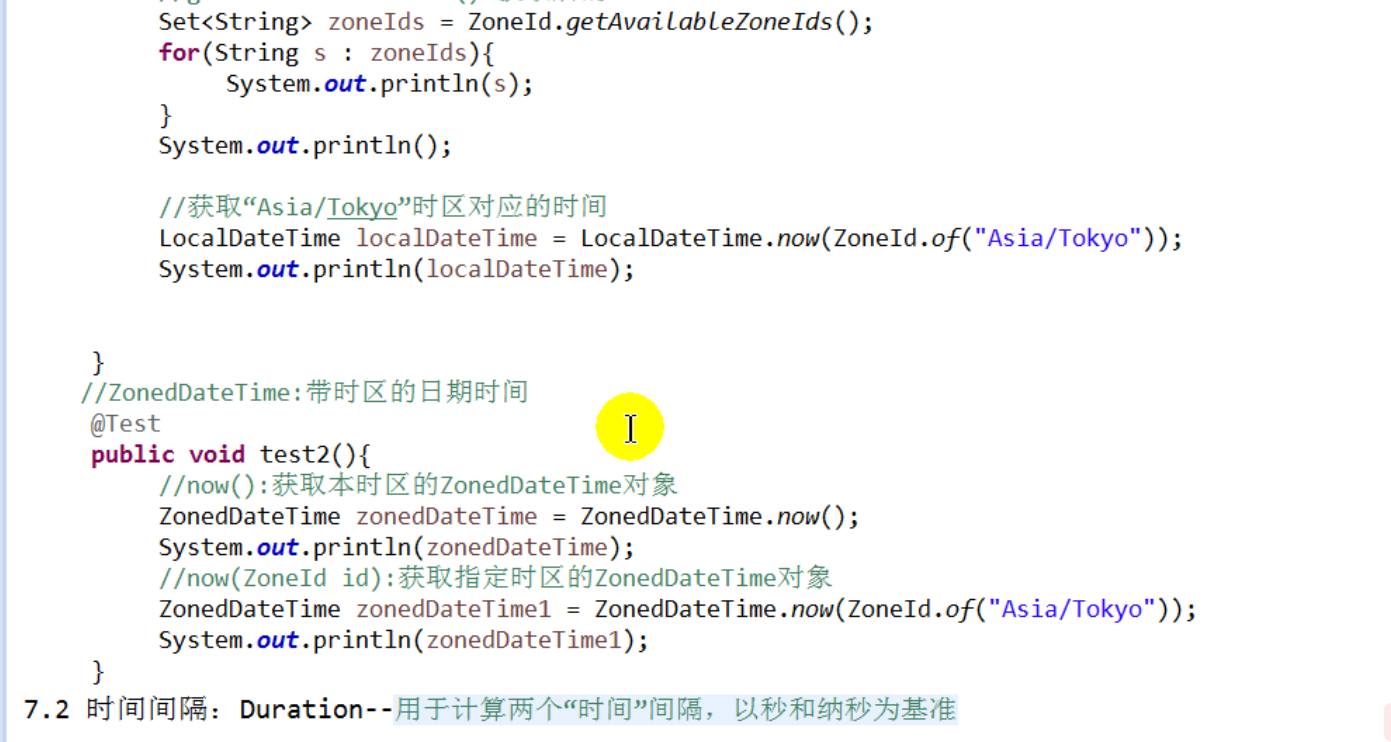 Set<String> zoneIds = ZoneId.getAvailableZoneIds();
for(String s : zoneIds){
System.out.println(s);
}
System.out.println();
//获取“Asia/Tokyo”时区对应的时间
LocalDateTime localDateTime = LocalDateTime.now(ZoneId.of("Asia/Tokyo"));
System.out.println(localDateTime);
}
//ZonedDateTime:带时区的日期时间
@Test
public void test2(){
//now():获取本时区的ZonedDateTime对象
ZonedDateTime zonedDateTime = ZonedDateTime.now();
System.out.println(zonedDateTime);
//now(ZoneId id):获取指定时区的ZonedDateTime对象
ZonedDateTime zonedDateTime1 = ZonedDateTime.now(ZoneId.of("Asia/Tokyo"));
System.out.println(zonedDateTime1);
}
7.2 时间间隔：Duration--用于计算两个“时间”间隔，以秒和纳秒为基准